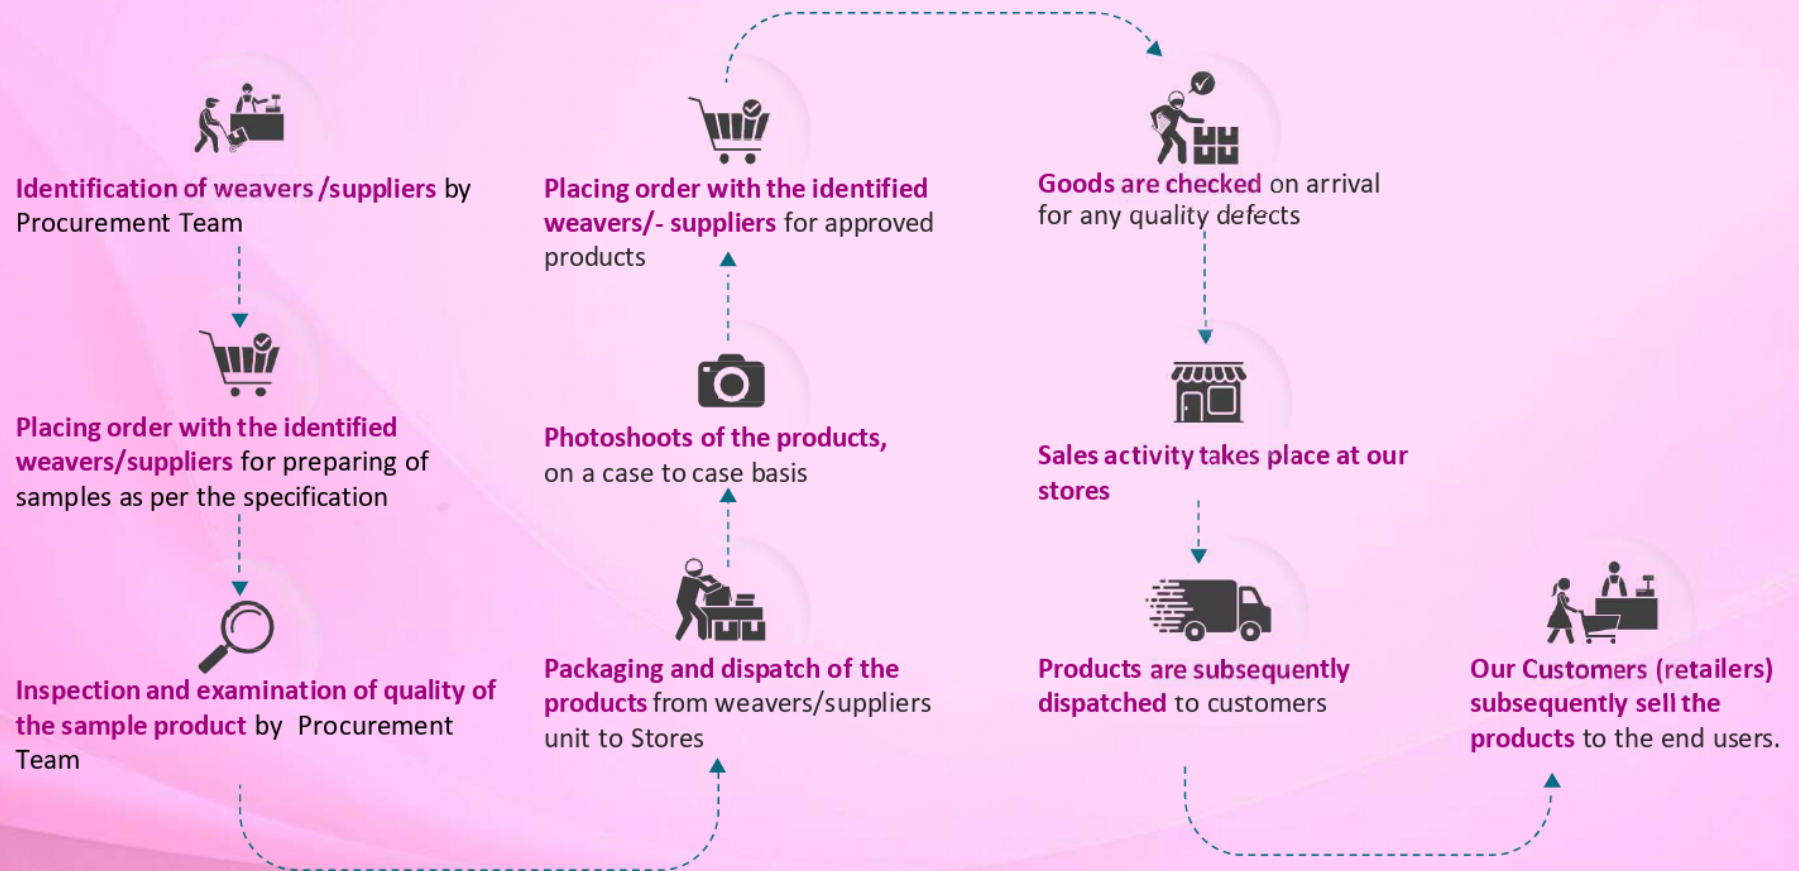 Identification of weavers /suppliers by
Procurement Team
Placing order with the identified
weavers/suppliers for preparing of
samples as per the specification
Inspection and examination of quality of
the sample product by Procurement
Team
Packaging and dispatch of the
products from weavers/suppliers
unit to Stores
Photoshoots of the products,
on a case to case basis
Placing order with the identified
weavers/- suppliers for approved
products
Goods are checked on arrival
for any quality defects
Sales activity takes place at our
stores
Products are subsequently
dispatched to customers
Our Customers (retailers)
subsequently sell the
products to the end users.